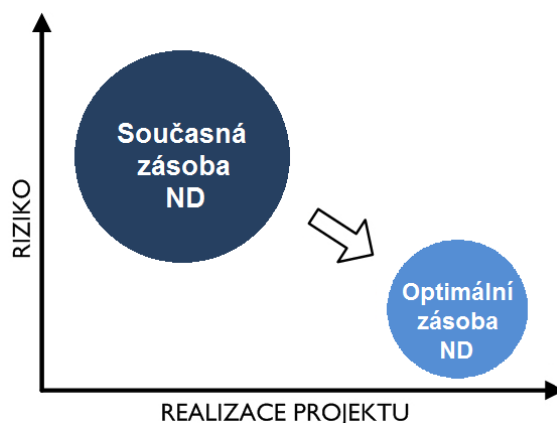 Současná
zásoba
ND
RIZIKO
Optimální
zásoba
ND
REALIZACE PROJEKTU